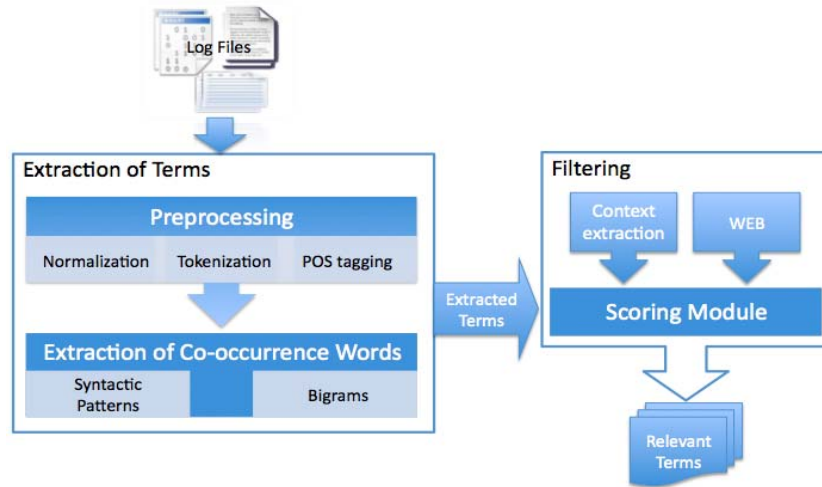 Log Files
Extraction of Terms
Preprocessing
Normalization Tokenization POS tagging
Extraction of Co-occurrence Words
Syntactic
Patterns
Bigrams
Extracted
Terms
Filtering
Context
extraction
WEB
Scoring Module
Relevant
Terms